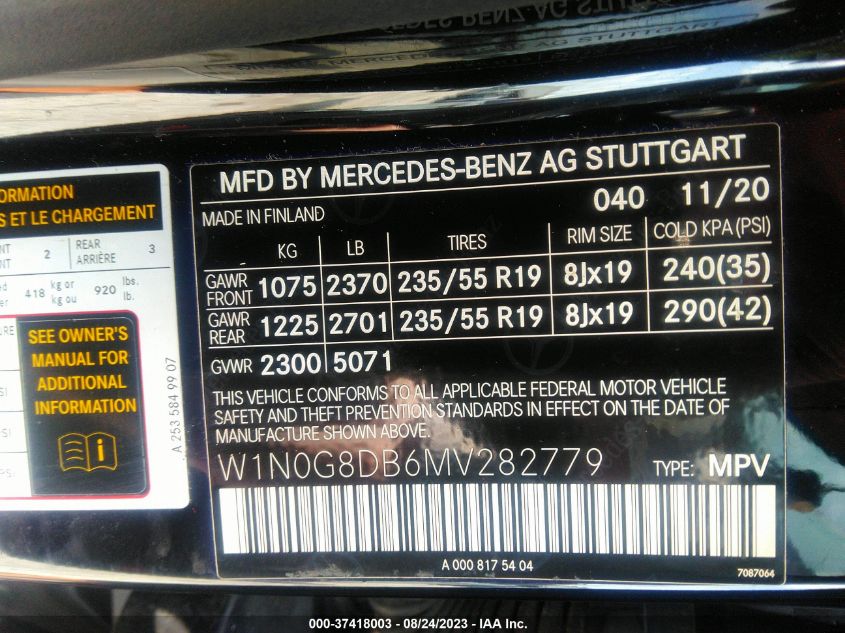 MFD BY MERCEDES-BENZ AG STUTTGART
MADE IN FINLAND 040 11/20
KG LB TIRES RIM SIZE COLD KPA (PSI)
GAWR FRONT 1075 2370 235/55 R19 8Jx19 240(35)
GAWR REAR 1225 2701 235/55 R19 8Jx19 290(42)
GVWR 2300 5071
THIS VEHICLE CONFORMS TO ALL APPLICABLE FEDERAL MOTOR VEHICLE
SAFETY AND THEFT PREVENTION STANDARDS IN EFFECT ON THE DATE OF
MANUFACTURE SHOWN ABOVE.
W1N0G8DB6MV282779 TYPE: MPV
A 000 817 54 04
7087064
ET LE CHARGEMENT
2 REAR ARRIÈRE 3
418 kg or kg ou 920 lbs. lb.
SEE OWNER'S
MANUAL FOR
ADDITIONAL
INFORMATION
A 253 584 99 07
000-37418003 - 08/24/2023 - IAA Inc.